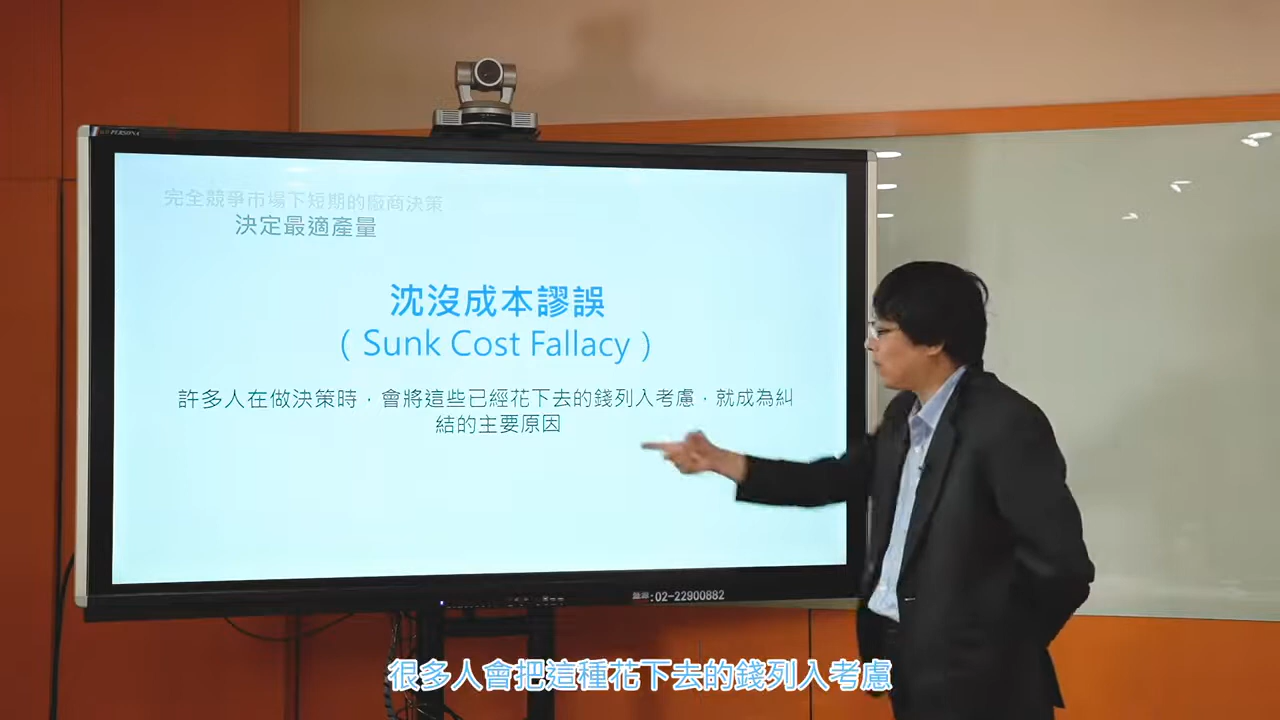 PERSONA
完全競爭市場下短期的廠商決策
決定最適產量
沈沒成本謬誤
（Sunk Cost Fallacy）
許多人在做決策時，會將這些已經花下去的錢列入考慮，就成為糾
結的主要原因
:02-22900882
很多人會把這種花下去的錢列入考慮